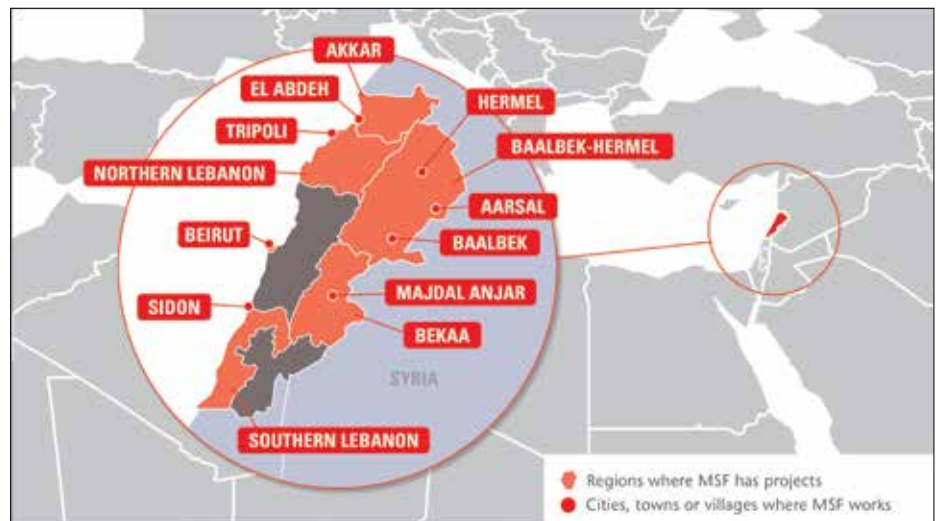 AKKAR
EL ABDEH
HERMEL
TRIPOLI
BAALBEK-HERMEL
NORTHERN LEBANON
AARSAL
BEIRUT
BAALBEK
SIDON
MAJDAL ANJAR
BEKAA
SYRIA
SOUTHERN LEBANON
Regions where MSF has projects
Cities, towns or villages where MSF works